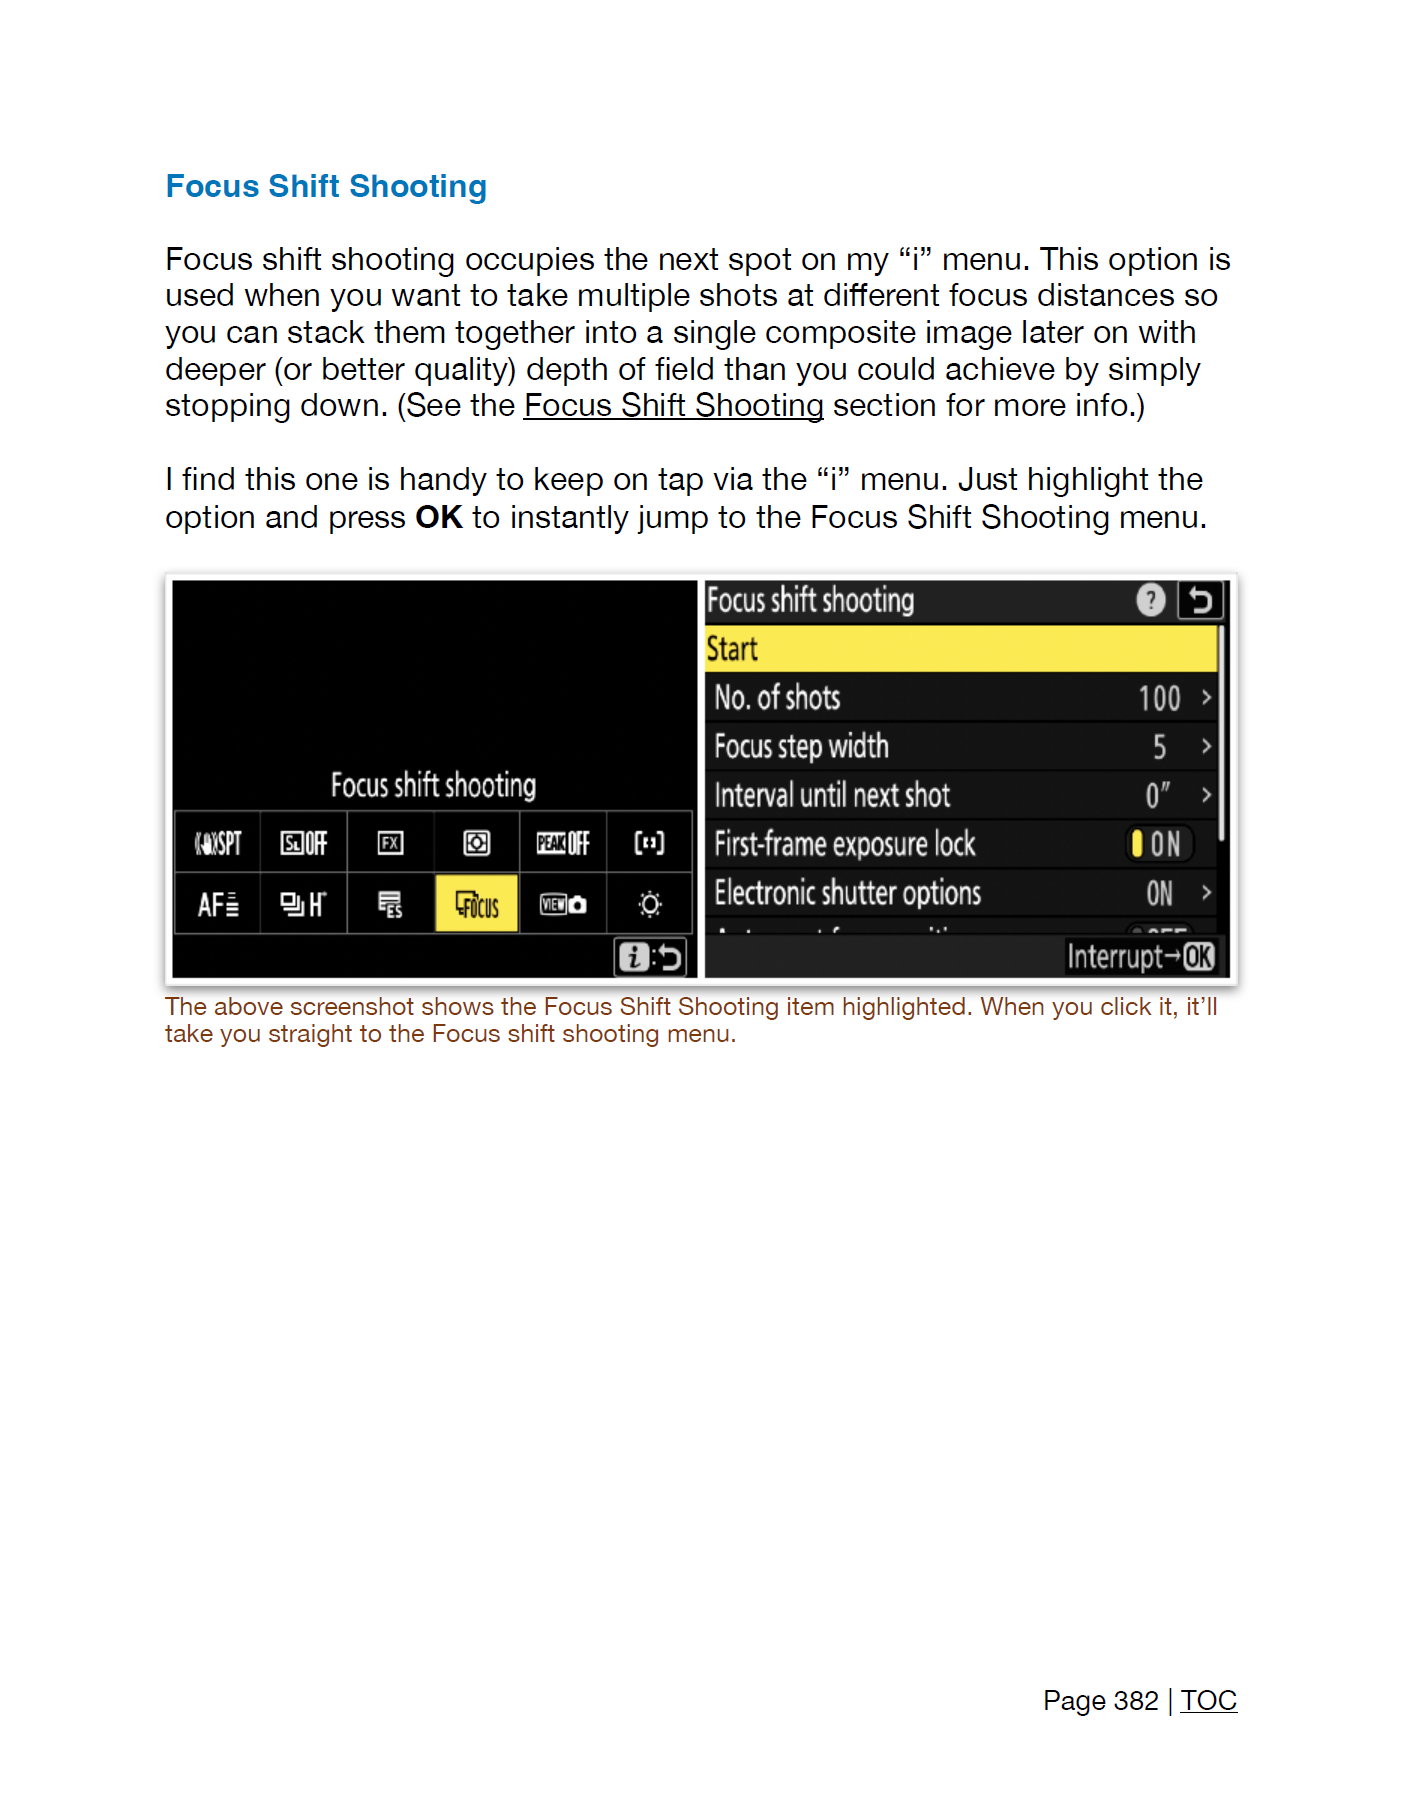 Focus Shift Shooting
Focus shift shooting occupies the next spot on my “i” menu. This option is
used when you want to take multiple shots at different focus distances so
you can stack them together into a single composite image later on with
deeper (or better quality) depth of field than you could achieve by simply
stopping down. (See the Focus Shift Shooting section for more info.)
I find this one is handy to keep on tap via the “i” menu. Just highlight the
option and press OK to instantly jump to the Focus Shift Shooting menu.
Focus shift shooting
SPT OFF FX PEAK OFF
AF H+ ES FOCUS VIEW
i:
Focus shift shooting ?
Start
No. of shots 100 >
Focus step width 5 >
Interval until next shot 0″ >
First-frame exposure lock ON
Electronic shutter options ON >
Interrupt→OK
The above screenshot shows the Focus Shift Shooting item highlighted. When you click it, it’ll
take you straight to the Focus shift shooting menu.
Page 382 | TOC